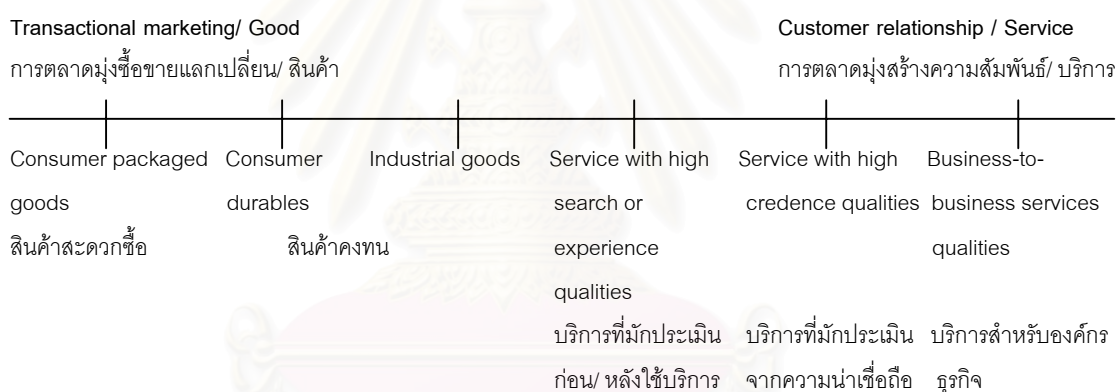 Transactional marketing/ Good Customer relationship / Service
การตลาดมุ่งซื้อขายแลกเปลี่ยน/ สินค้า การตลาดมุ่งสร้างความสัมพันธ์/ บริการ
Consumer packaged Consumer Industrial goods Service with high Service with high Business-to-
goods durables search or credence qualities business services
สินค้าสะดวกซื้อ สินค้าคงทน experience qualities
qualities
บริการที่มักประเมิน บริการที่มักประเมิน บริการสำหรับองค์กร
ก่อน/ หลังใช้บริการ จากความน่าเชื่อถือ ธุรกิจ